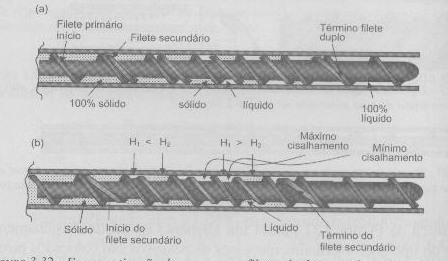 (a)
Filete primário
início
Filete secundário
Término filete
duplo
100% sólido
sólido
líquido
100%
líquido
(b)
H₁ < H₂
H₁ > H₂
Máximo
cisalhamento
Mínimo
cisalhamento
Sólido
Início do
filete secundário
Líquido
Término do
filete secundário